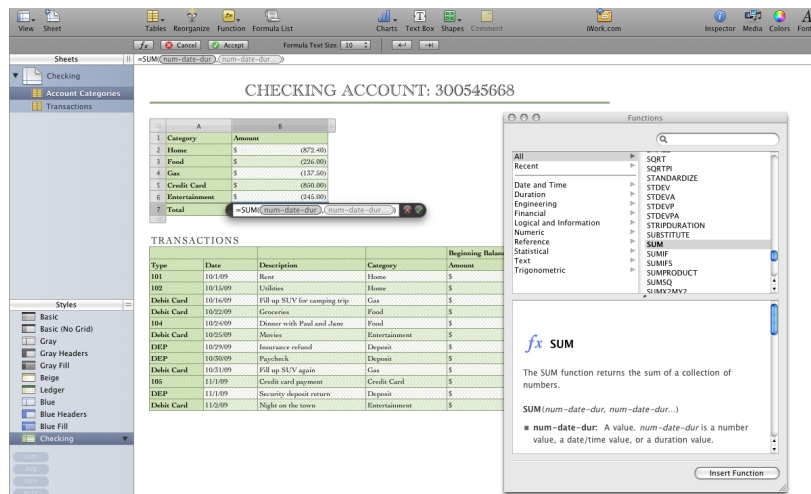 View Sheet Tables Reorganize Function Formula List Charts Text Box Shapes Comment iWork.com Inspector Media Colors Font
fx Cancel Accept Formula Text Size: 10
Sheets =SUM(num-date-dur,num-date-dur...)
Checking
Account Categories
Transactions
CHECKING ACCOUNT: 300545668
A B
1 Category Amount
2 Home $ (872.40)
3 Food $ (226.00)
4 Gas $ (137.50)
5 Credit Card $ (850.00)
6 Entertainment $ (245.00)
7 Total =SUM(num-date-dur,num-date-dur...)
TRANSACTIONS
Beginning Balan
Type Date Description Category Amount
101 10/1/09 Rent Home $
102 10/15/09 Utilities Home $
Debit Card 10/16/09 Fill up SUV for camping trip Gas $
Debit Card 10/22/09 Groceries Food $
104 10/24/09 Dinner with Paul and Jane Food $
Debit Card 10/25/09 Movies Entertainment $
DEP 10/29/09 Insurance refund Deposit $
DEP 10/30/09 Paycheck Deposit $
Debit Card 10/31/09 Fill up SUV again Gas $
105 11/1/09 Credit card payment Credit Card $
DEP 11/1/09 Security deposit return Deposit $
Debit Card 11/2/09 Night on the town Entertainment $
Styles
Basic
Basic (No Grid)
Gray
Gray Headers
Gray Fill
Beige
Ledger
Blue
Blue Headers
Blue Fill
Checking
sum
avg
min
Functions
All
Recent
Date and Time
Duration
Engineering
Financial
Logical and Information
Numeric
Reference
Statistical
Text
Trigonometric
SQRT
SQRTPI
STANDARDIZE
STDEV
STDEVA
STDEVP
STDEVPA
STRIPDURATION
SUBSTITUTE
SUM
SUMIF
SUMIFS
SUMPRODUCT
SUMSQ
SUMX2MY2
fx SUM
The SUM function returns the sum of a collection of
numbers.
SUM(num-date-dur, num-date-dur...)
num-date-dur: A value. num-date-dur is a number
value, a date/time value, or a duration value.
Insert Function